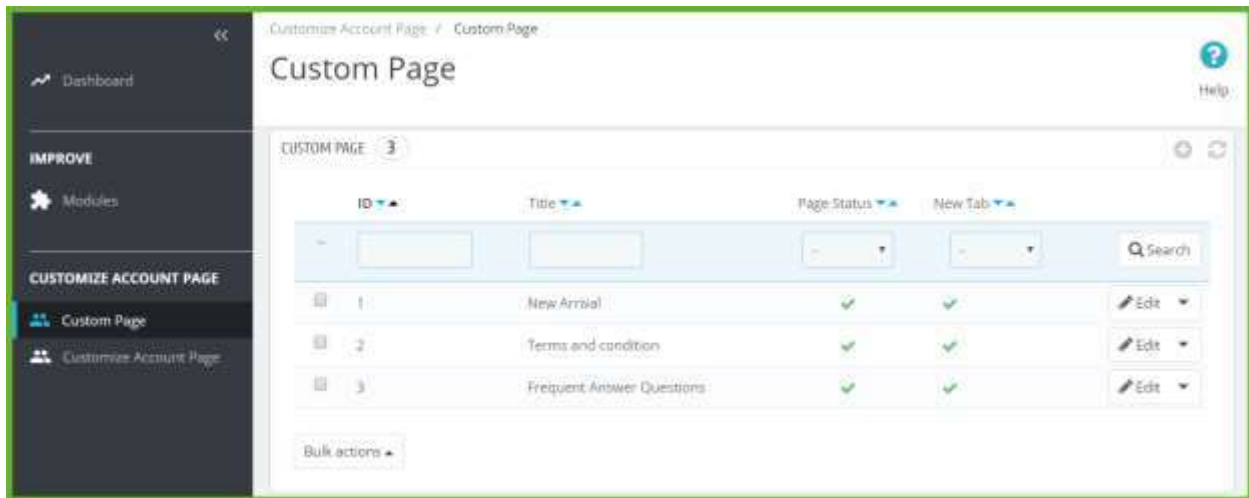 Customize Account Page / Custom Page
Custom Page
Help
Dashboard
IMPROVE
Modules
CUSTOMIZE ACCOUNT PAGE
Custom Page
Customize Account Page
CUSTOM PAGE 3
ID Title Page Status New Tab
-- - - Search
1 New Arrival Edit
2 Terms and condition Edit
3 Frequent Answer Questions Edit
Bulk actions